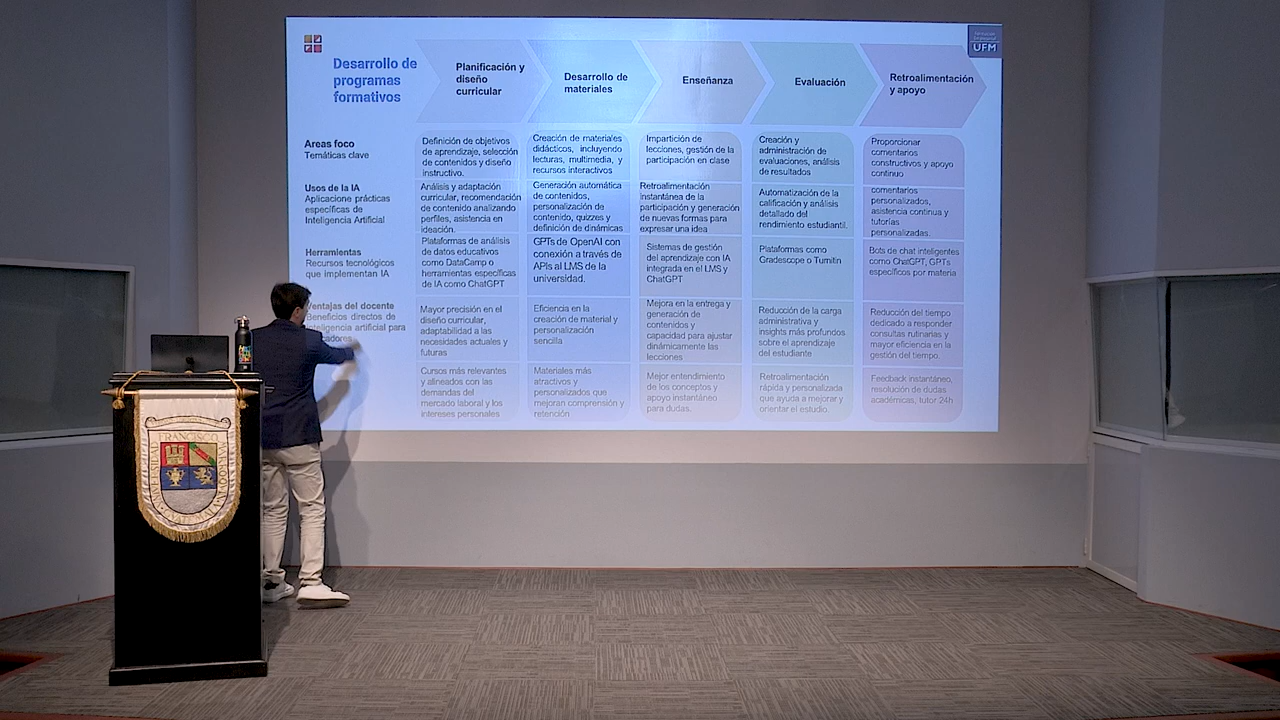 Desarrollo de
programas
formativos
Planificación y
diseño
curricular
Desarrollo de
materiales
Enseñanza
Evaluación
Retroalimentación
y apoyo
UFM
Areas foco
Temáticas clave
Definición de objetivos
de aprendizaje, selección
de contenidos y diseño
instructivo.
Creación de materiales
didácticos, incluyendo
lecturas, multimedia, y
recursos interactivos
Impartición de
lecciones, gestión de la
participación en clase
Creación y
administración de
evaluaciones, análisis
de resultados
Proporcionar
comentarios
constructivos y apoyo
continuo
Usos de la IA
Aplicacione prácticas
específicas de
Inteligencia Artificial
Análisis y adaptación
curricular, recomendación
de contenido analizando
perfiles, asistencia en
ideación.
Generación automática
de contenidos,
personalización de
contenido, quizzes y
definición de dinámicas
Retroalimentación
instantánea de la
participación y generación
de nuevas formas para
expresar una idea
Automatización de la
calificación y análisis
detallado del
rendimiento estudiantil.
comentarios
personalizados,
asistencia continua y
tutorías
personalizadas.
Herramientas
Recursos tecnológicos
que implementan IA
Plataformas de análisis
de datos educativos
como DataCamp o
herramientas específicas
de IA como ChatGPT
GPTs de OpenAI con
conexión a través de
APIs al LMS de la
universidad.
Sistemas de gestión
del aprendizaje con IA
integrada en el LMS y
ChatGPT
Plataformas como
Gradescope o Turnitin
Bots de chat inteligentes
como ChatGPT, GPTs
específicos por materia
Ventajas del docente
Beneficios directos de
inteligencia artificial para
Mayor precisión en el
diseño curricular,
adaptabilidad a las
necesidades actuales y
futuras
Eficiencia en la
creación de material y
personalización
sencilla
Mejora en la entrega y
generación de
contenidos y
capacidad para ajustar
dinámicamente las
lecciones
Reducción de la carga
administrativa y
insights más profundos
sobre el aprendizaje
del estudiante
Reducción del tiempo
dedicado a responder
consultas rutinarias y
mayor eficiencia en la
gestión del tiempo.
Cursos más relevantes
y alineados con las
demandas del
mercado laboral y los
intereses personales
Materiales más
atractivos y
personalizados que
mejoran comprensión y
retención
Mejor entendimiento
de los conceptos y
apoyo instantáneo
para dudas.
Retroalimentación
rápida y personalizada
que ayuda a mejorar y
orientar el estudio.
Feedback instantáneo,
resolución de dudas
académicas, tutor 24h
FRANCISCO